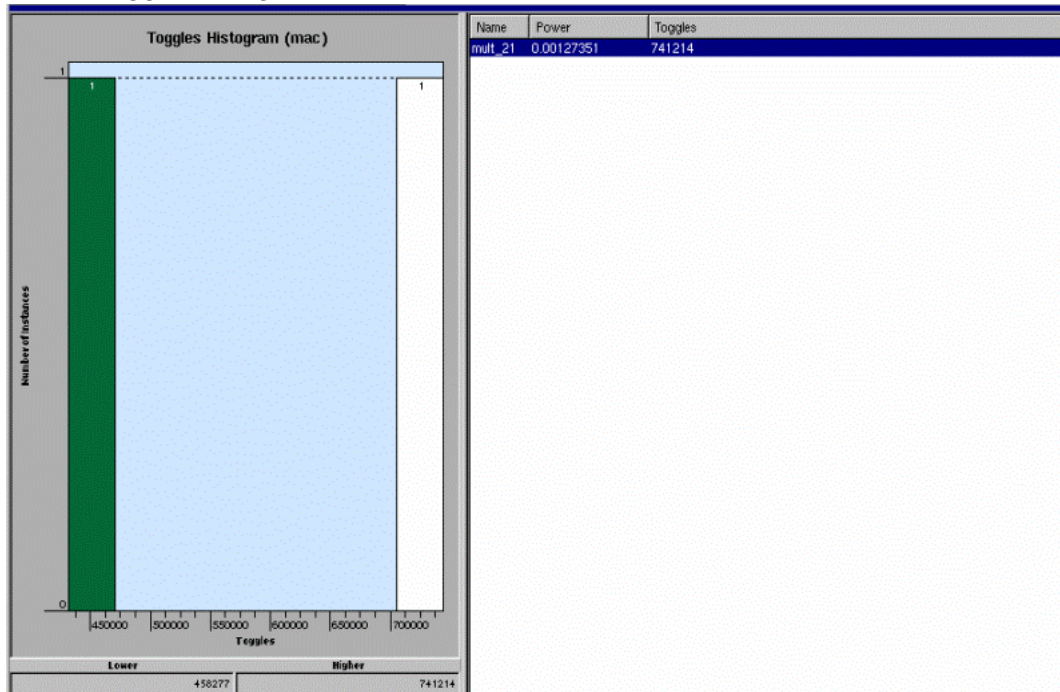 Toggles Histogram (mac)
1
1
1
Number of Instances
0
450000 500000 550000 600000 650000 700000
Toggles
Lower Higher
458277 741214
Name Power Toggles
mult_21 0.00127351 741214